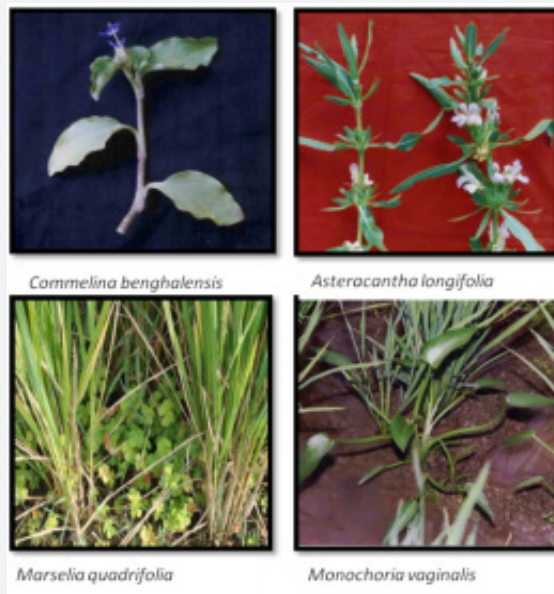 Commelina benghalensis
Asteracantha longifolia
Marselia quadrifolia
Monochoria vaginalis